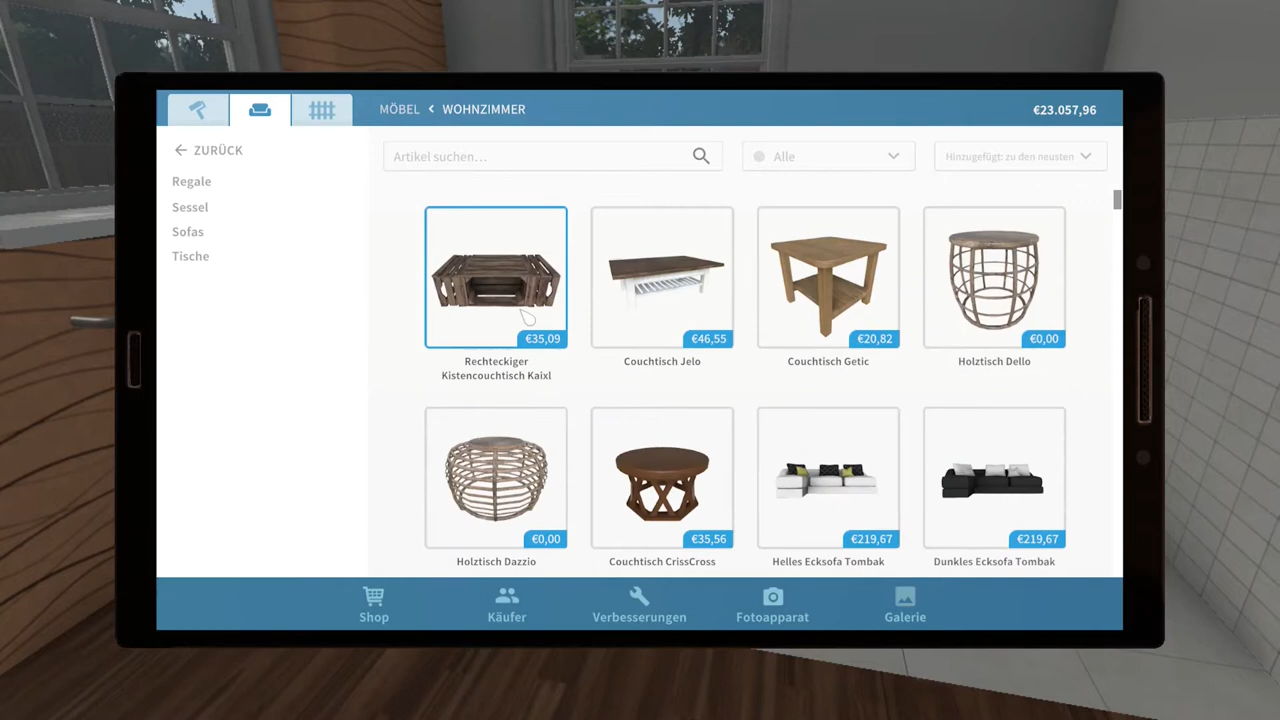 MÖBEL < WOHNZIMMER
€23.057,96
ZURÜCK
Regale
Sessel
Sofas
Tische
Artikel suchen...
Alle
Hinzugefügt: zu den neusten
€35,09
€46,55
€20,82
€0,00
Rechteckiger
Kistencouchtisch Kaixl
Couchtisch Jelo
Couchtisch Getic
Holztisch Dello
€0,00
€35,56
€219,67
€219,67
Holztisch Dazzio
Couchtisch CrissCross
Helles Ecksofa Tombak
Dunkles Ecksofa Tombak
Shop
Käufer
Verbesserungen
Fotoapparat
Galerie